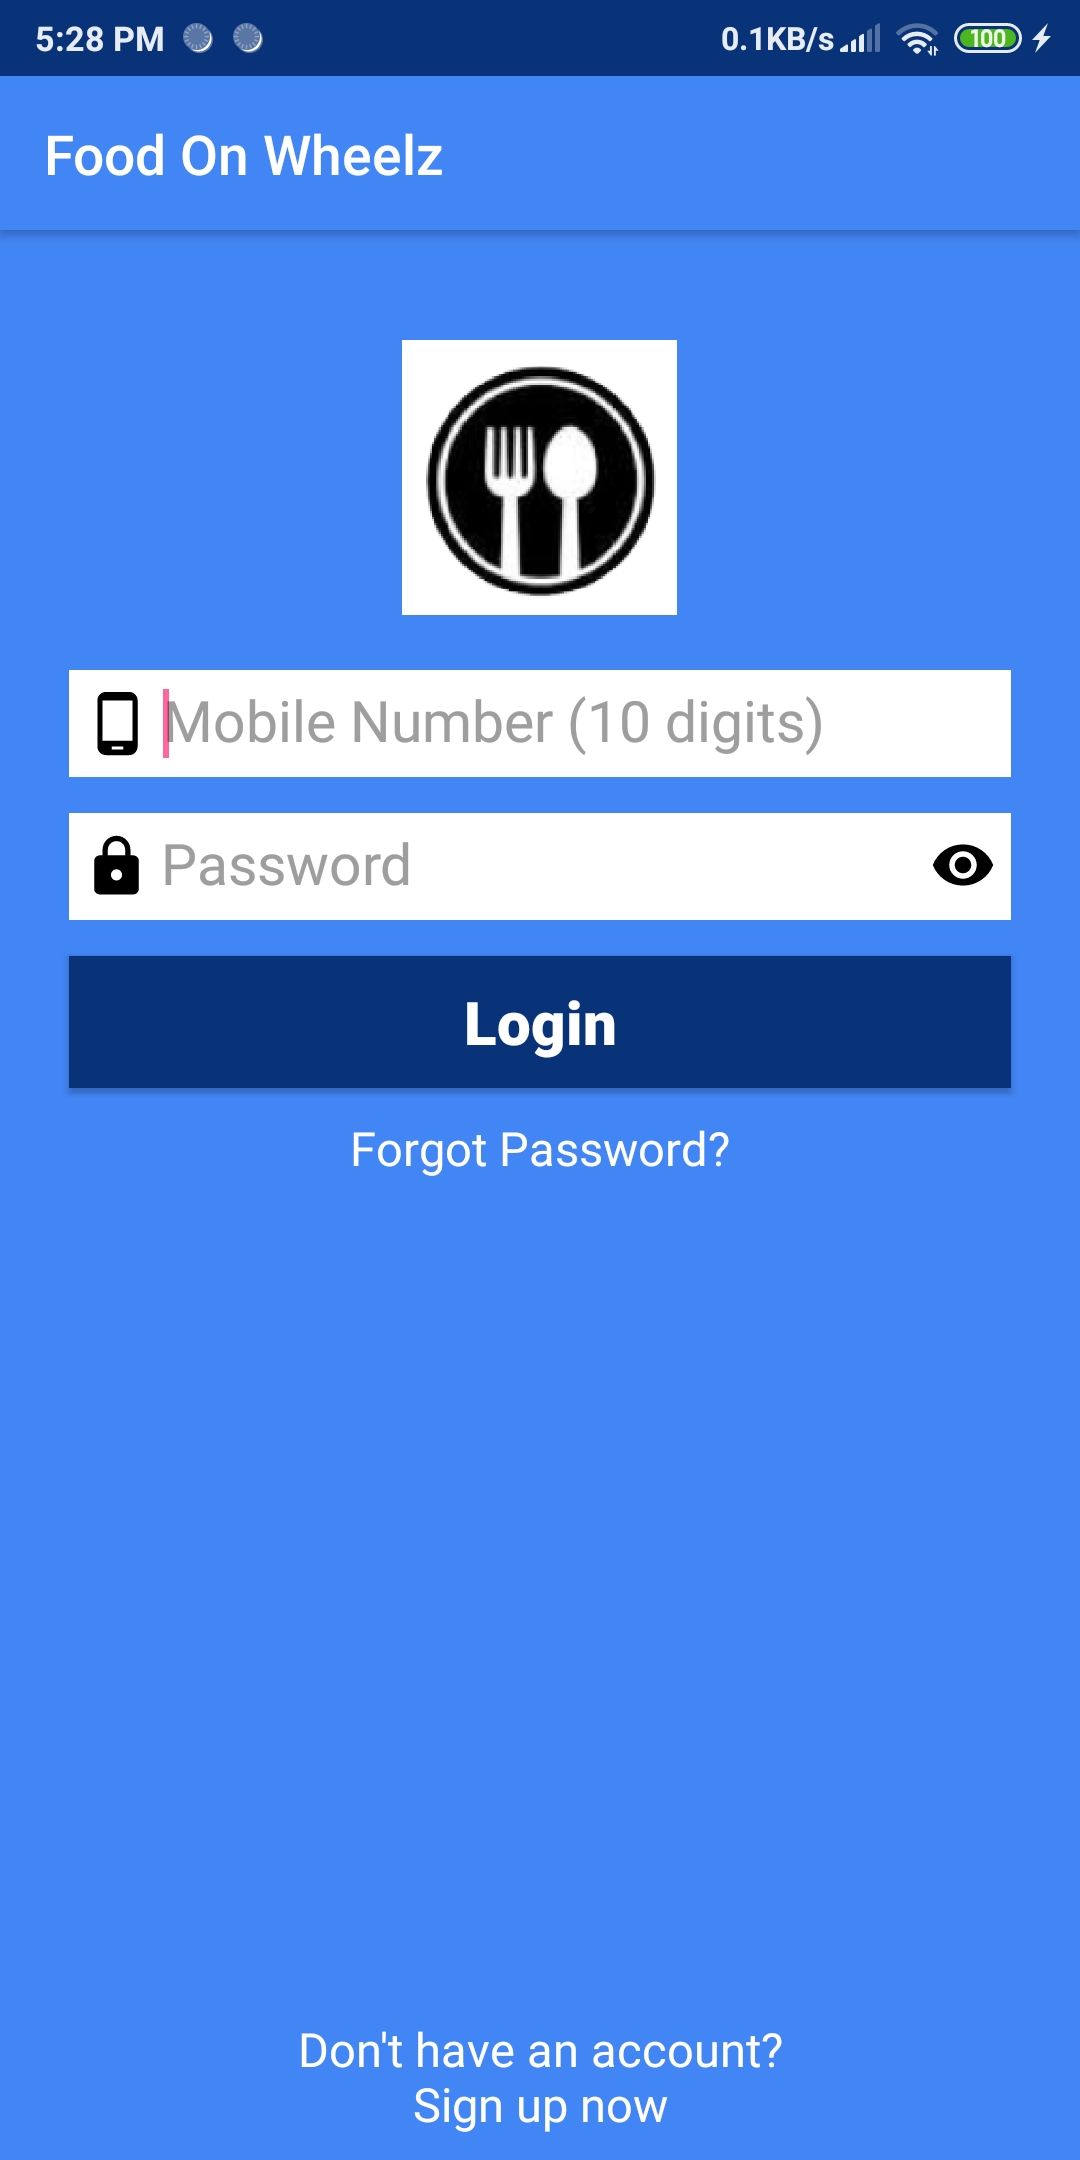 5:28 PM 0.1KB/s 100
Food On Wheelz
Mobile Number (10 digits)
Password
Login
Forgot Password?
Don't have an account?
Sign up now